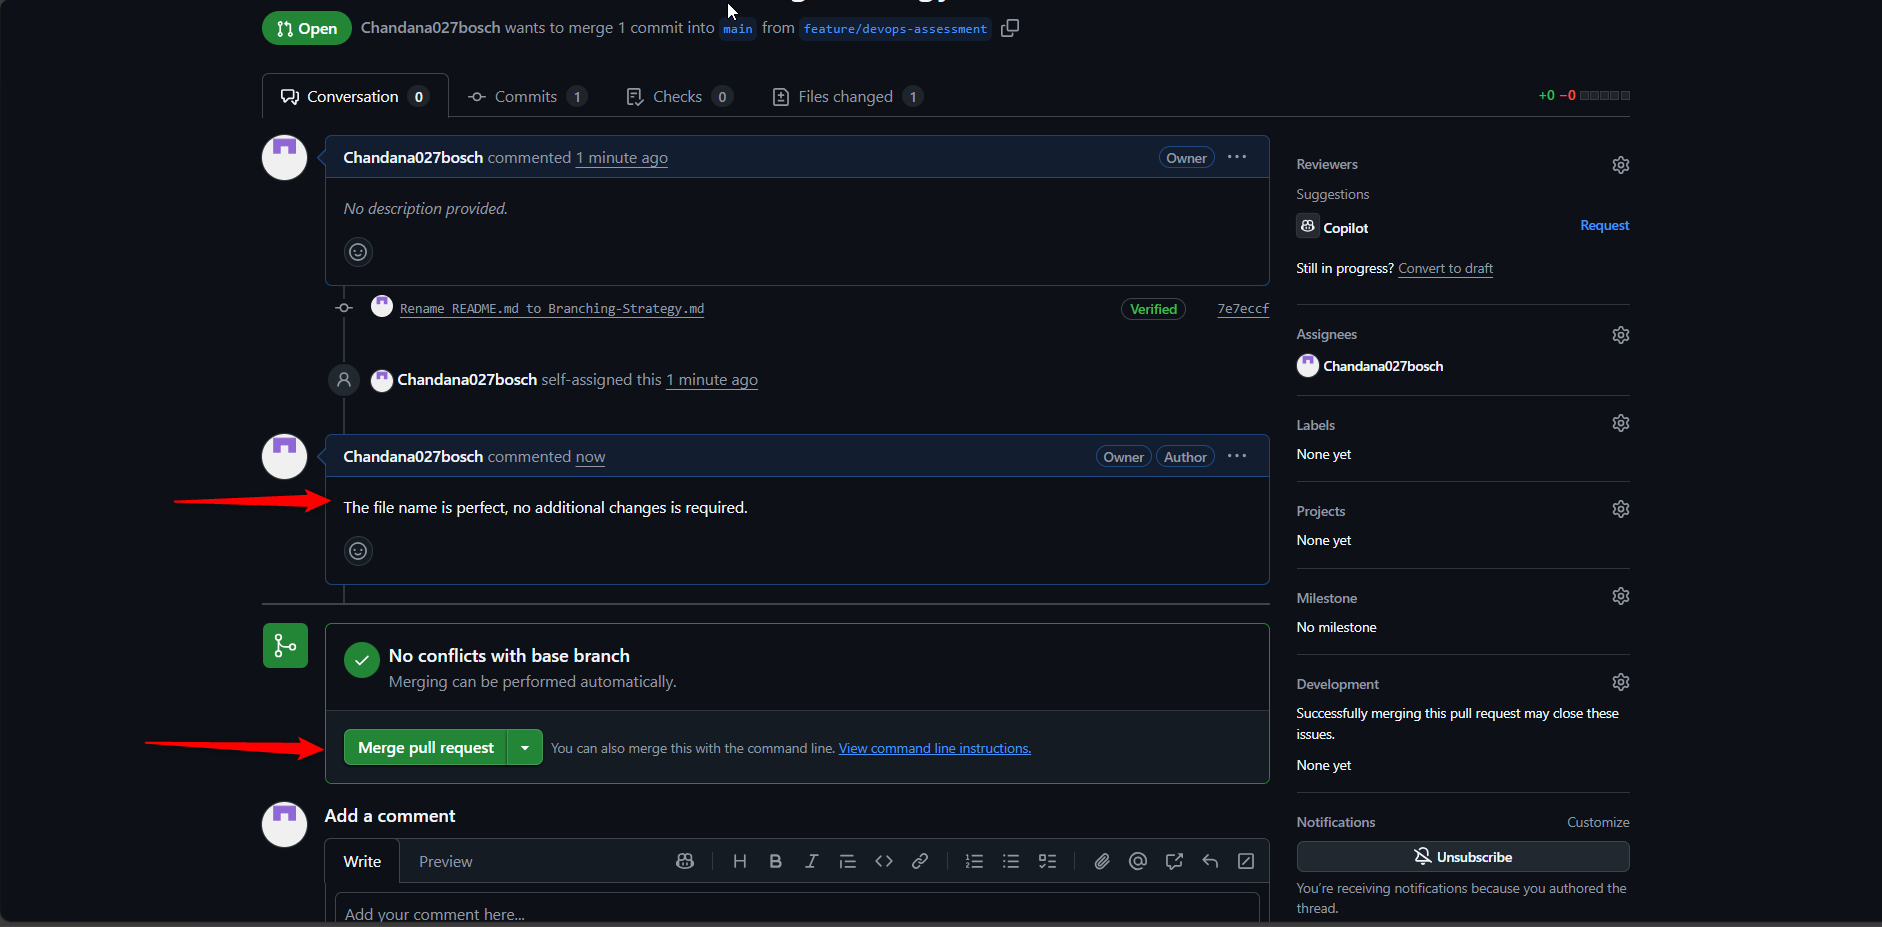 Open
Chandana027bosch wants to merge 1 commit into main from feature/devops-assessment
Conversation 0
Commits 1
Checks 0
Files changed 1
+0 −0
Chandana027bosch commented 1 minute ago
Owner
No description provided.
Rename README.md to Branching-Strategy.md
Verified
7e7eccf
Chandana027bosch self-assigned this 1 minute ago
Chandana027bosch commented now
Owner Author
The file name is perfect, no additional changes is required.
No conflicts with base branch
Merging can be performed automatically.
Merge pull request
You can also merge this with the command line. View command line instructions.
Add a comment
Write
Preview
Add your comment here...
Reviewers
Suggestions
Copilot
Request
Still in progress? Convert to draft
Assignees
Chandana027bosch
Labels
None yet
Projects
None yet
Milestone
No milestone
Development
Successfully merging this pull request may close these
issues.
None yet
Notifications
Customize
Unsubscribe
You're receiving notifications because you authored the
thread.